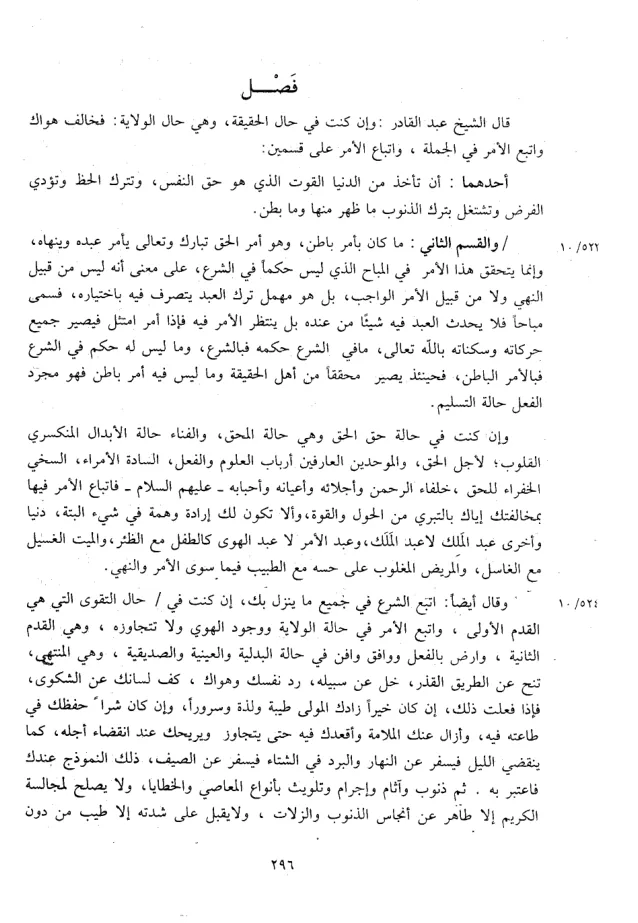 فَصْــــل
قال الشيخ عبد القادر : وإن كنت في حال الحقيقة، وهي حال الولاية : فخالف هواك
واتبع الأمر في الجملة ، واتباع الأمر على قسمين:
أحدهما : أن تأخذ من الدنيا القوت الذي هو حق النفس، وتترك الحظ وتؤدي
الفرض وتشتغل بترك الذنوب ما ظهر منها وما بطن.
/ والقسم الثاني : ما كان بأمر باطن، وهو أمر الحق تبارك وتعالى يأمر عبده وينهاه، ١٠/٥٢٢
وإنما يتحقق هذا الأمر في المباح الذي ليس حكماً في الشرع، على معنى أنه ليس من قبيل
النهي ولا من قبيل الأمر الواجب، بل هو مهمل ترك العبد يتصرف فيه باختياره، فسمى
مباحاً فلا يحدث العبد فيه شيئًا من عنده بل ينتظر الأمر فيه فإذا أمر امتثل فيصير جميع
حركاته وسكناته باللّه تعالى، مافي الشرع حكمه فبالشرع، وما ليس له حكم في الشرع
فبالأمر الباطن، فحينئذ يصير محققاً من أهل الحقيقة وما ليس فيه أمر باطن فهو مجرد
الفعل حالة التسليم.
وإن كنت في حالة حق الحق وهي حالة المحق، والفناء حالة الأبدال المنكسري
القلوب؛ لأجل الحق، والموحدين العارفين أرباب العلوم والفعل، السادة الأمراء، السخي
الخفراء للحق ،خلفاء الرحمن وأجلائه وأعيانه وأحبابه ـ عليهم السلام ـ فاتباع الأمر فيها
بمخالفتك إياك بالتبري من الحول والقوة،وألا تكون لك إرادة وهمة في شيء البتة، دنيا
وأخرى عبد المَلك لاعبد المُلك،وعبد الأمر لا عبد الهوى كالطفل مع الظئر،والميت الغسيل
مع الغاسل، والمريض المغلوب على حسه مع الطبيب فيما سوى الأمر والنهي.
وقال أيضاً: اتبع الشرع في جميع ما ينزل بك، إن كنت في / حال التقوى التي هي ١٠/٥٢٤
القدم الأولى ، واتبع الأمر في حالة الولاية ووجود الهوي ولا تتجاوزه ، وهي القدم
الثانية ، وارض بالفعل ووافق وافن في حالة البدلية والعينية والصديقية ، وهي المنتهي،
تنح عن الطريق القذر، خل عن سبيله، رد نفسك وهواك ، كف لسانك عن الشكوى،
فإذا فعلت ذلك، إن كان خيراً زادك المولى طيبة ولذة وسروراً، وإن كان شراً حفظك في
طاعته فيه، وأزال عنك الملامة وأقعدك فيه حتى يتجاوز ويريحك عند انقضاء أجله، كما
ينقضي الليل فيسفر عن النهار والبرد في الشتاء فيسفر عن الصيف، ذلك النموذج عندك
فاعتبر به . ثم ذنوب وآثام وإجرام وتلويث بأنواع المعاصي والخطايا، ولا يصلح لمجالسة
الكريم إلا طاهر عن أنجاس الذنوب والزلات ، ولايقبل على شدته إلا طيب من دون
٢٩٦